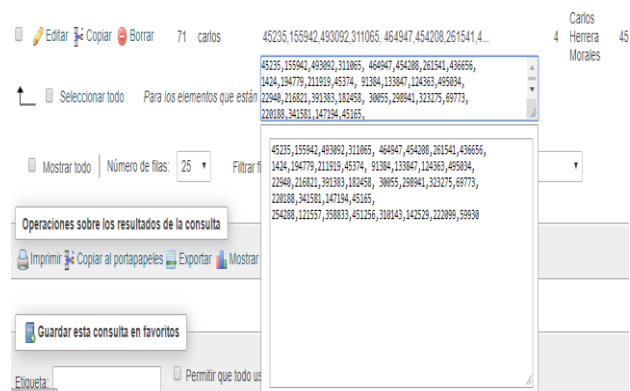 Editar Copiar Borrar 71 carlos 45235,155942,493092,311065, 464947,454208,261541,4... 4 Carlos Herrera Morales 45
45235,155942,493092,311065, 464947,454208,261541,436656,
1424,194779,211919,45374, 91384,133847,124363,495034,
22940,216821,391383,182458, 30055,298941,323275,69773,
220188,341581,147194,45165,
Seleccionar todo Para los elementos que están
45235,155942,493092,311065, 464947,454208,261541,436656,
1424,194779,211919,45374, 91384,133847,124363,495034,
22940,216821,391383,182458, 30055,298941,323275,69773,
220188,341581,147194,45165,
254288,121557,358833,451256,310143,142529,222099,59930
Mostrar todo Número de filas: 25 Filtrar fi
Operaciones sobre los resultados de la consulta
Imprimir Copiar al portapapeles Exportar Mostrar
Guardar esta consulta en favoritos
Etiqueta: Permitir que todo us